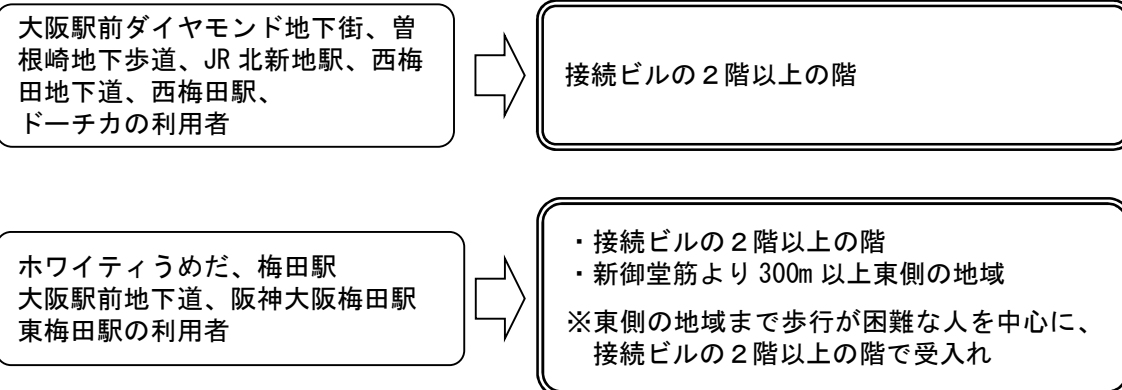 大阪駅前ダイヤモンド地下街、曽
根崎地下歩道、JR 北新地駅、西梅
田地下道、西梅田駅、
ドーチカの利用者
接続ビルの２階以上の階
ホワイティうめだ、梅田駅
大阪駅前地下道、阪神大阪梅田駅
東梅田駅の利用者
・接続ビルの２階以上の階
・新御堂筋より 300m 以上東側の地域
※東側の地域まで歩行が困難な人を中心に、
接続ビルの２階以上の階で受入れ